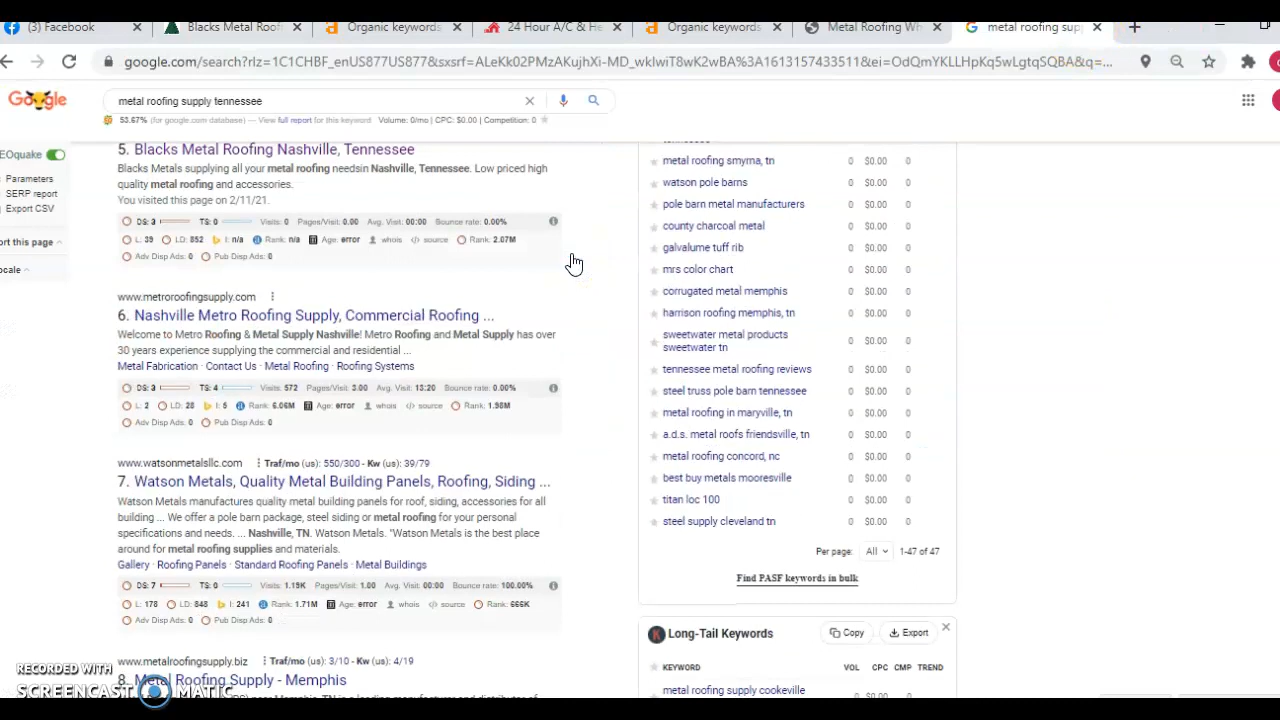 (3) Facebook
Blacks Metal Roof
Organic keywords
24 Hour A/C & He
Organic keywords
Metal Roofing Wh
metal roofing sup
google.com/search?rlz=1C1CHBF_enUS877US877&sxsrf=ALeKk02PMzAKujhXi-MD_wklwiT8wK2wBA%3A1613157433511&ei=OdQmYKLLHpKq5wLgtqSQBA&q=...
Google
metal roofing supply tennessee
53.67% (for google.com database) — View full report for this keyword Volume: 0/mo | CPC: $0.00 | Competition: 0
EOquake
Parameters
SERP report
Export CSV
ort this page
ocale
5. Blacks Metal Roofing Nashville, Tennessee
Blacks Metals supplying all your metal roofing needsin Nashville, Tennessee. Low priced high
quality metal roofing and accessories.
You visited this page on 2/11/21.
DS: 3 TS: 0 Visits: 0 Pages/Visit: 0.00 Avg. Visit: 00:00 Bounce rate: 0.00%
L: 39 LD: 852 I: n/a Rank: n/a Age: error whois source Rank: 2.07M
Adv Disp Ads: 0 Pub Disp Ads: 0
www.metroroofingsupply.com
6. Nashville Metro Roofing Supply, Commercial Roofing ...
Welcome to Metro Roofing & Metal Supply Nashville! Metro Roofing and Metal Supply has over
30 years experience supplying the commercial and residential ...
Metal Fabrication · Contact Us · Metal Roofing · Roofing Systems
DS: 3 TS: 4 Visits: 572 Pages/Visit: 3.00 Avg. Visit: 13:20 Bounce rate: 0.00%
L: 2 LD: 28 I: 5 Rank: 6.06M Age: error whois source Rank: 1.98M
Adv Disp Ads: 0 Pub Disp Ads: 0
www.watsonmetalsllc.com Traf/mo (us): 550/300 - Kw (us): 39/79
7. Watson Metals, Quality Metal Building Panels, Roofing, Siding ...
Watson Metals manufactures quality metal building panels for roof, siding, accessories for all
building ... We offer a pole barn package, steel siding or metal roofing for your personal
specifications and needs. ... Nashville, TN. Watson Metals. "Watson Metals is the best place
around for metal roofing supplies and materials.
Gallery · Roofing Panels · Standard Roofing Panels · Metal Buildings
DS: 7 TS: 0 Visits: 1.19K Pages/Visit: 1.00 Avg. Visit: 00:00 Bounce rate: 100.00%
L: 178 LD: 848 I: 241 Rank: 1.71M Age: error whois source Rank: 666K
Adv Disp Ads: 0 Pub Disp Ads: 0
www.metalroofingsupply.biz Traf/mo (us): 3/10 - Kw (us): 4/19
8. Metal Roofing Supply - Memphis
metal roofing smyrna, tn 0 $0.00 0
watson pole barns 0 $0.00 0
pole barn metal manufacturers 0 $0.00 0
county charcoal metal 0 $0.00 0
galvalume tuff rib 0 $0.00 0
mrs color chart 0 $0.00 0
corrugated metal memphis 0 $0.00 0
harrison roofing memphis, tn 0 $0.00 0
sweetwater metal products
sweetwater tn 0 $0.00 0
tennessee metal roofing reviews 0 $0.00 0
steel truss pole barn tennessee 0 $0.00 0
metal roofing in maryville, tn 0 $0.00 0
a.d.s. metal roofs friendsville, tn 0 $0.00 0
metal roofing concord, nc 0 $0.00 0
best buy metals mooresville 0 $0.00 0
titan loc 100 0 $0.00 0
steel supply cleveland tn 0 $0.00 0
Per page: All 1-47 of 47
Find PASF keywords in bulk
Long-Tail Keywords Copy Export
KEYWORD VOL CPC CMP TREND
metal roofing supply cookeville
0 $0.00 0
RECORDED WITH
SCREENCAST MATIC